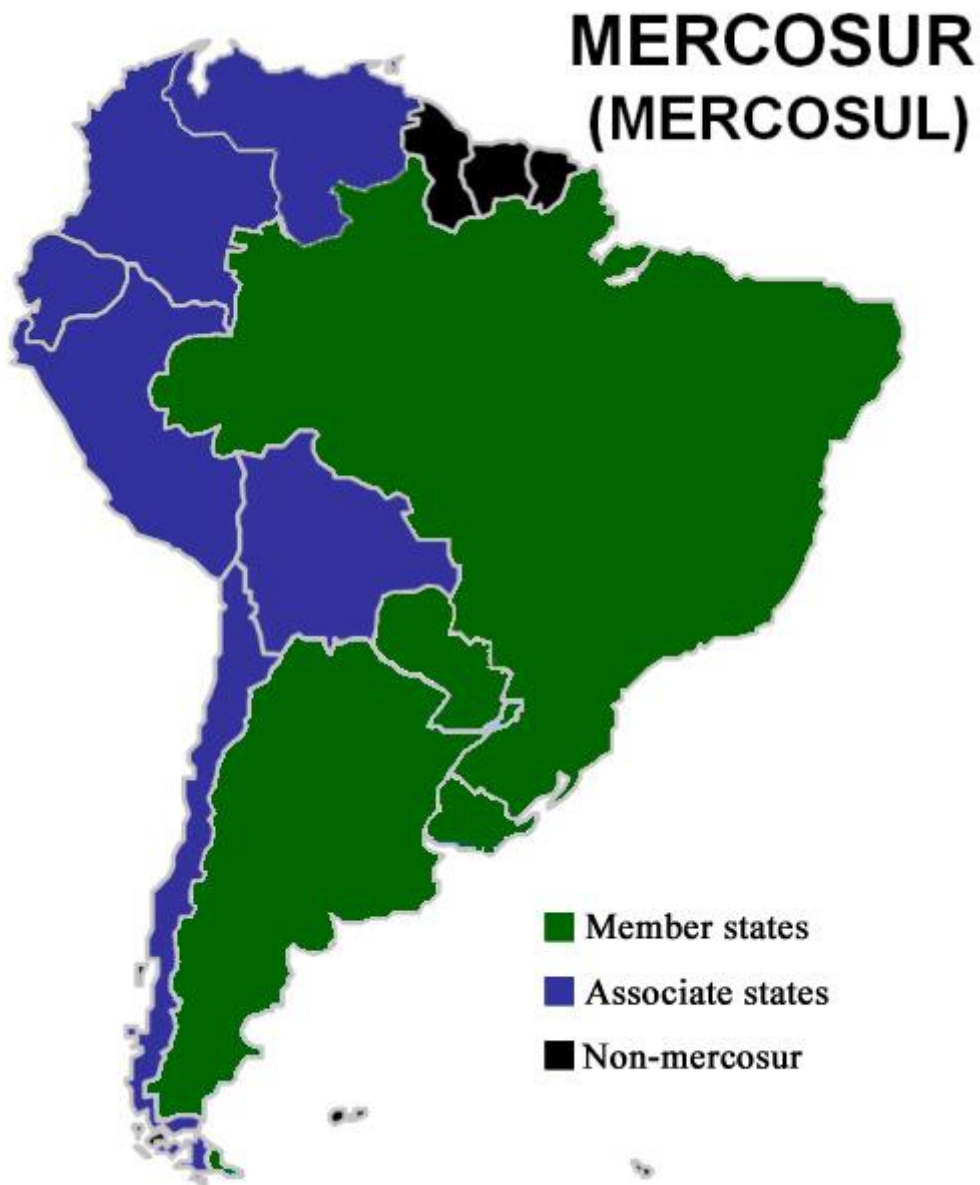 MERCOSUR
(MERCOSUL)
Member states
Associate states
Non-mercosur